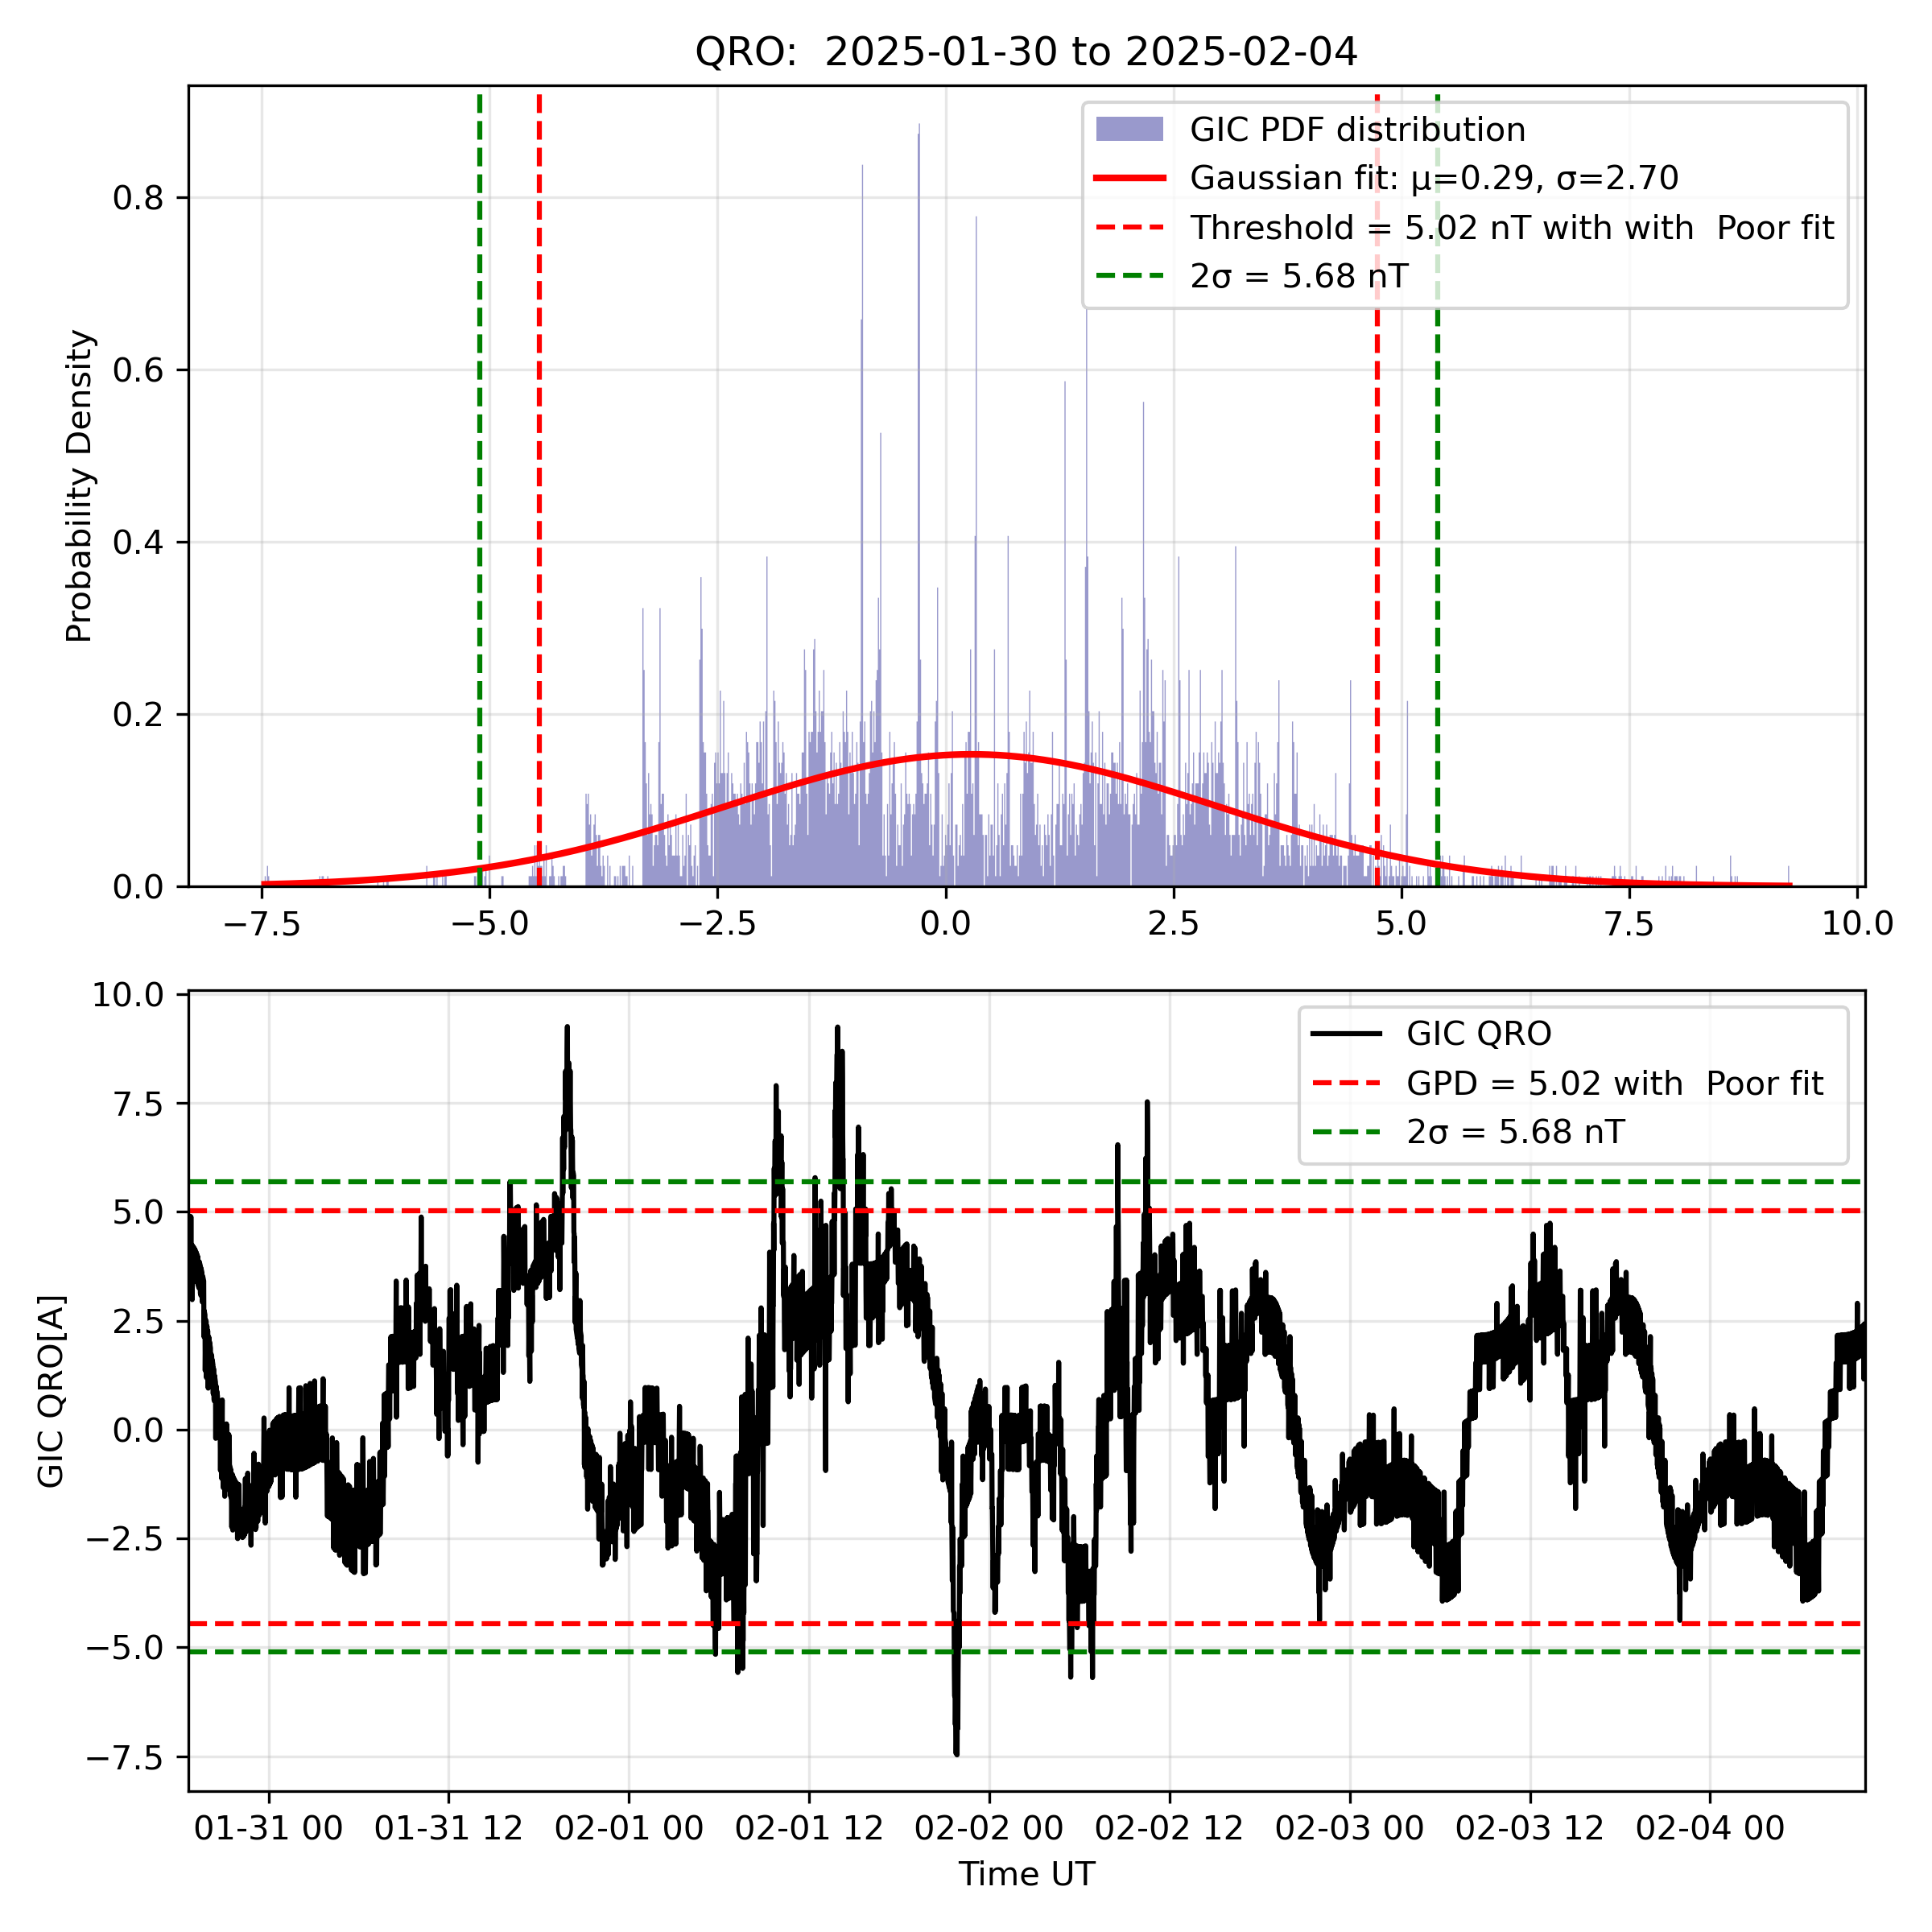 QRO:  2025-01-30 to 2025-02-04
GIC PDF distribution
Gaussian fit: μ=0.29, σ=2.70
Threshold = 5.02 nT with with  Poor fit
2σ = 5.68 nT
Probability Density
0.8
0.6
0.4
0.2
0.0
−7.5 −5.0 −2.5 0.0 2.5 5.0 7.5 10.0
GIC QRO
GPD = 5.02 with  Poor fit
2σ = 5.68 nT
GIC QRO[A]
10.0
7.5
5.0
2.5
0.0
−2.5
−5.0
−7.5
01-31 00 01-31 12 02-01 00 02-01 12 02-02 00 02-02 12 02-03 00 02-03 12 02-04 00
Time UT